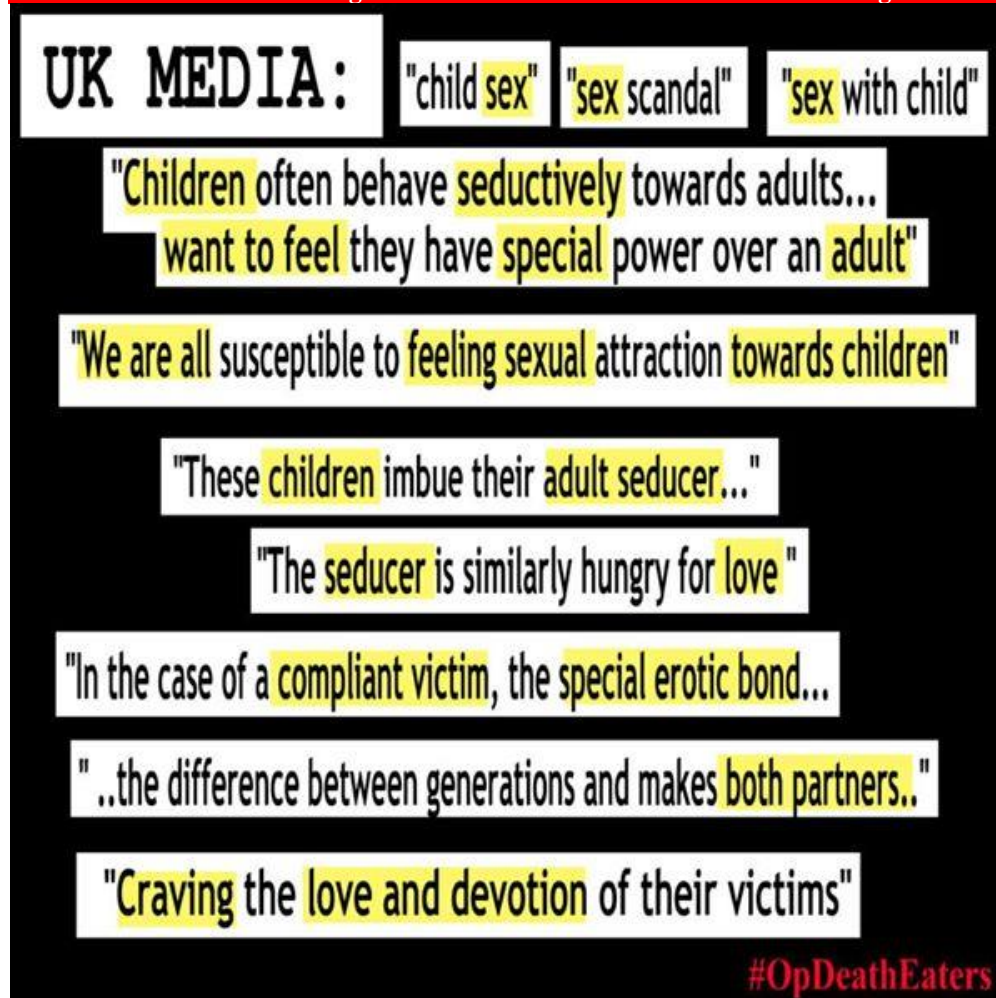 UK MEDIA: "child sex" "sex scandal" "sex with child"
"Children often behave seductively towards adults...
want to feel they have special power over an adult"
"We are all susceptible to feeling sexual attraction towards children"
"These children imbue their adult seducer..."
"The seducer is similarly hungry for love "
"In the case of a compliant victim, the special erotic bond...
" ..the difference between generations and makes both partners.."
"Craving the love and devotion of their victims"
#OpDeathEaters